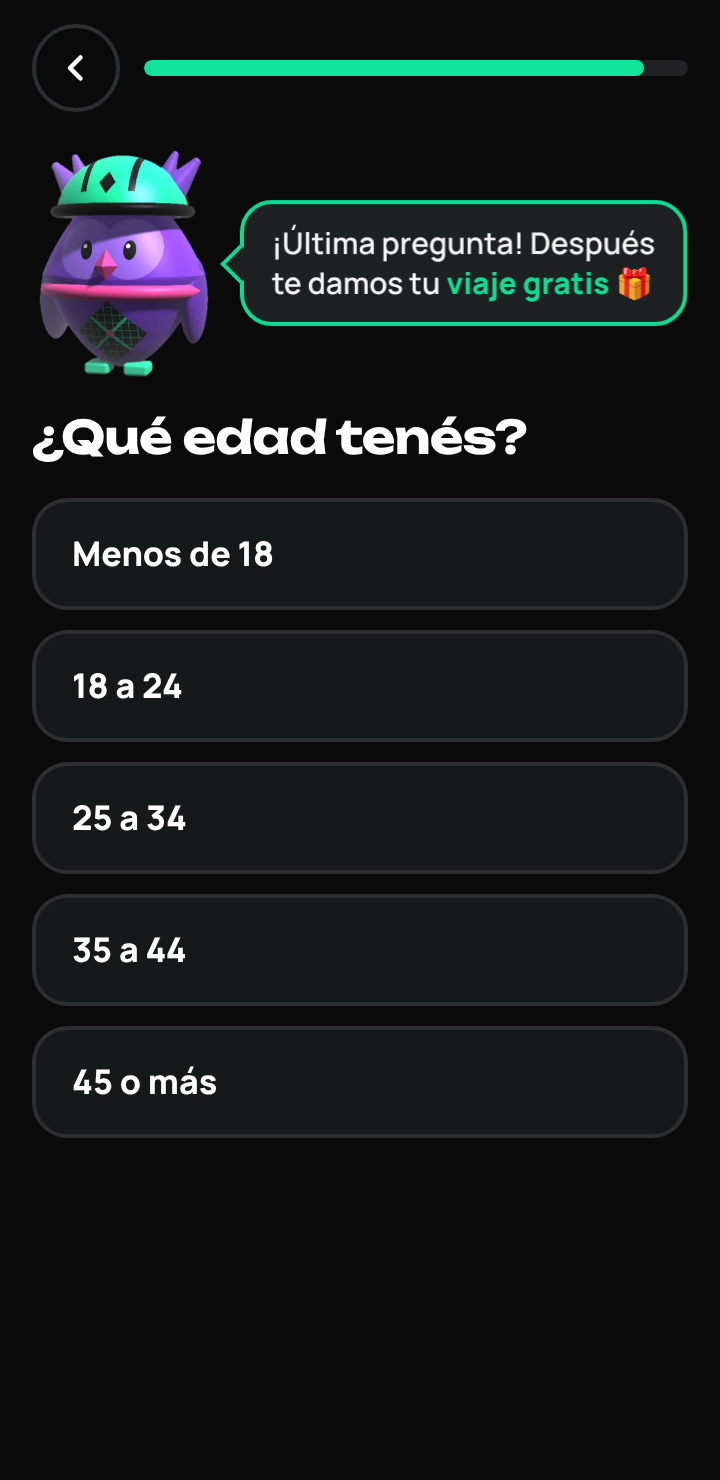 ¡Última pregunta! Después
te damos tu viaje gratis 🎁
¿Qué edad tenés?
Menos de 18
18 a 24
25 a 34
35 a 44
45 o más